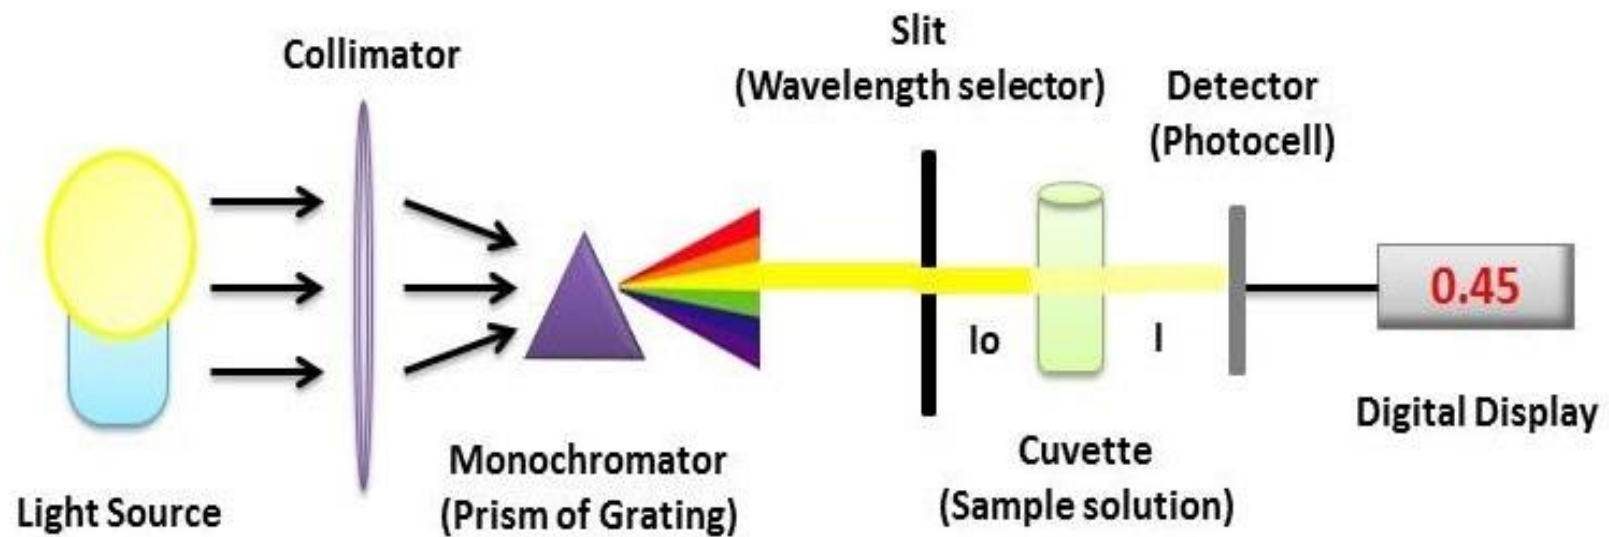 Collimator
Slit
(Wavelength selector)
Detector
(Photocell)
Io
I
0.45
Digital Display
Light Source
Monochromator
(Prism of Grating)
Cuvette
(Sample solution)